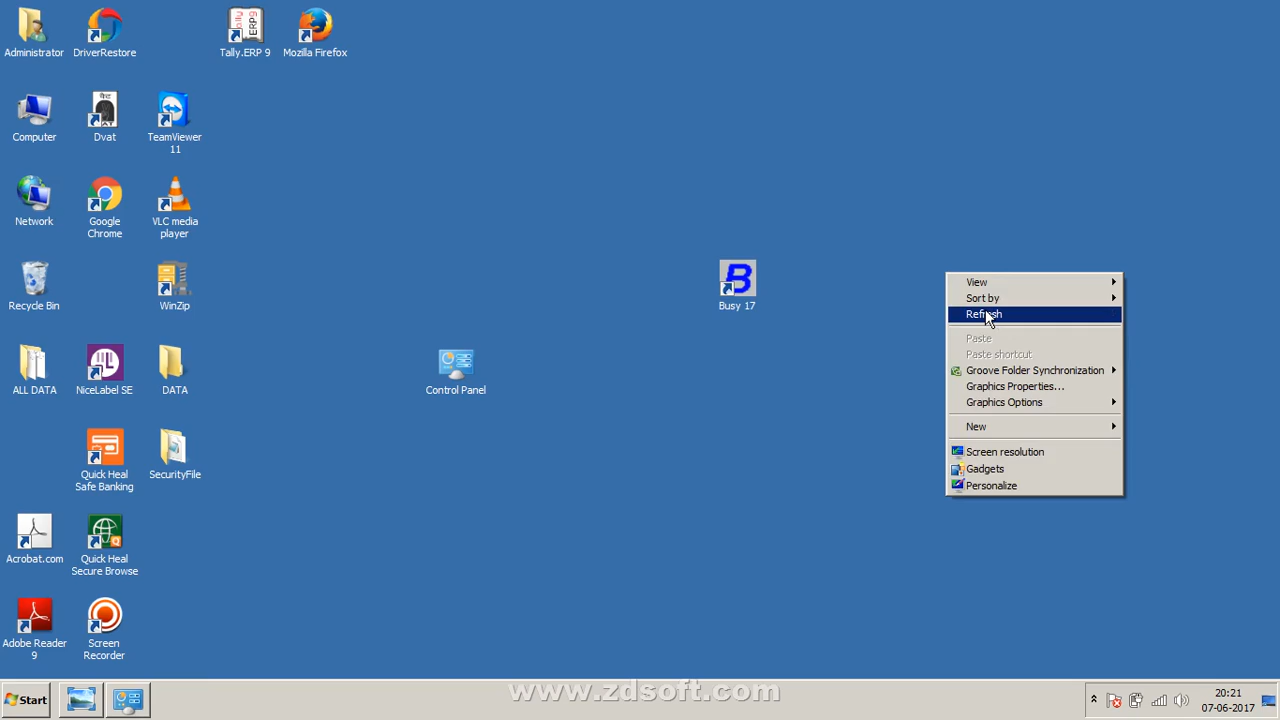 Administrator
DriverRestore
Tally.ERP 9
Mozilla Firefox
Computer
Dvat
TeamViewer
11
Network
Google
Chrome
VLC media
player
Recycle Bin
WinZip
Busy 17
ALL DATA
NiceLabel SE
DATA
Control Panel
Quick Heal
Safe Banking
SecurityFile
Acrobat.com
Quick Heal
Secure Browse
Adobe Reader
9
Screen
Recorder
View
Sort by
Refresh
Paste
Paste shortcut
Groove Folder Synchronization
Graphics Properties...
Graphics Options
New
Screen resolution
Gadgets
Personalize
Start
www.zdsoft.com
20:21
07-06-2017